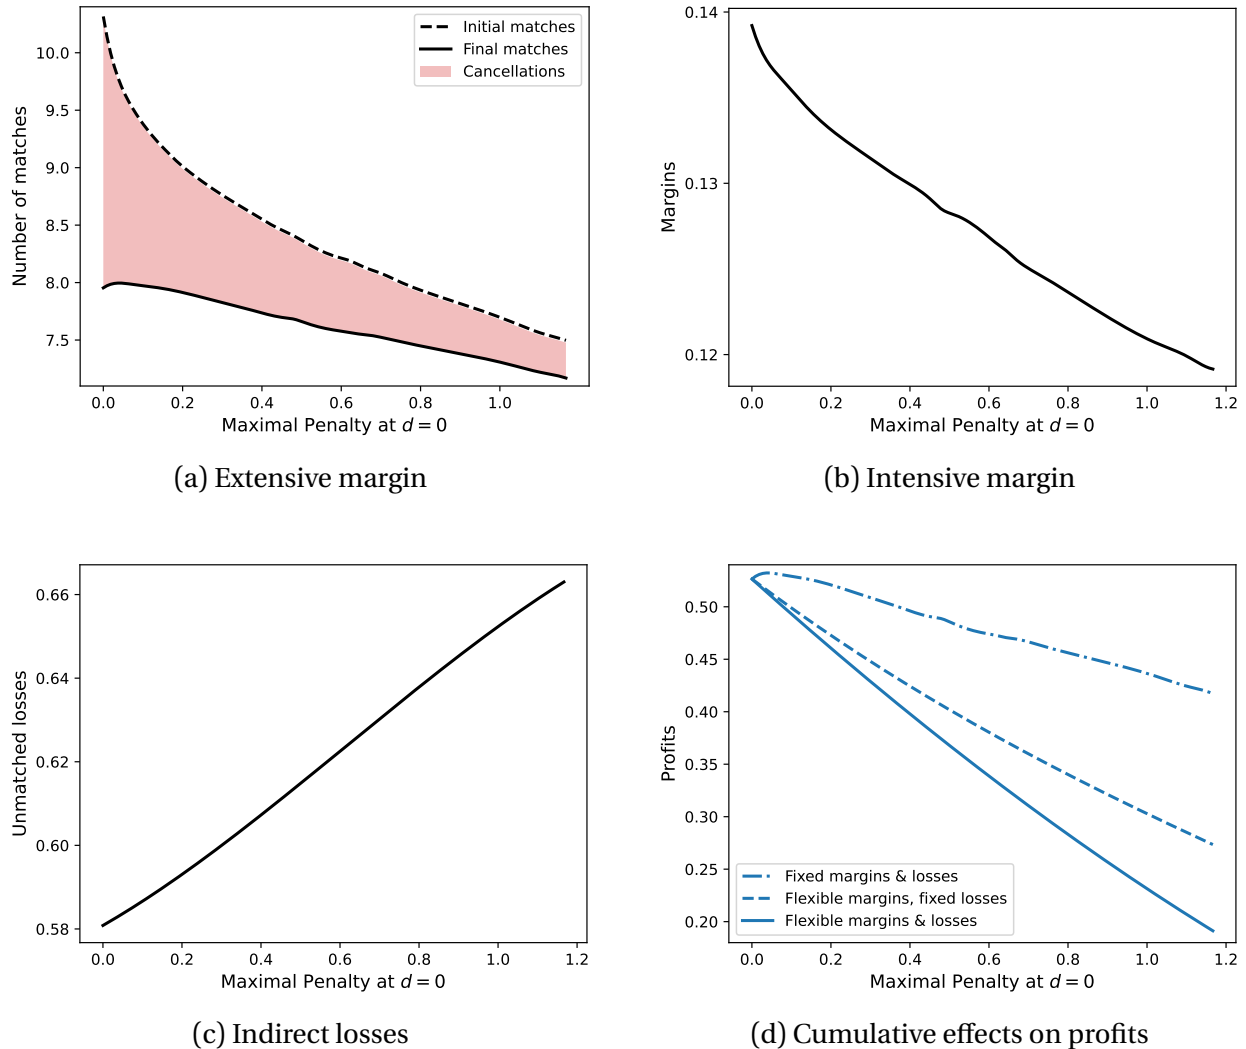 Number of matches
10.0
9.5
9.0
8.5
8.0
7.5
0.0 0.2 0.4 0.6 0.8 1.0
Maximal Penalty at d = 0
Initial matches
Final matches
Cancellations
(a) Extensive margin
Margins
0.14
0.13
0.12
0.0 0.2 0.4 0.6 0.8 1.0 1.2
Maximal Penalty at d = 0
(b) Intensive margin
Unmatched losses
0.66
0.64
0.62
0.60
0.58
0.0 0.2 0.4 0.6 0.8 1.0 1.2
Maximal Penalty at d = 0
(c) Indirect losses
Profits
0.50
0.45
0.40
0.35
0.30
0.25
0.20
Fixed margins & losses
Flexible margins, fixed losses
Flexible margins & losses
0.0 0.2 0.4 0.6 0.8 1.0 1.2
Maximal Penalty at d = 0
(d) Cumulative effects on profits